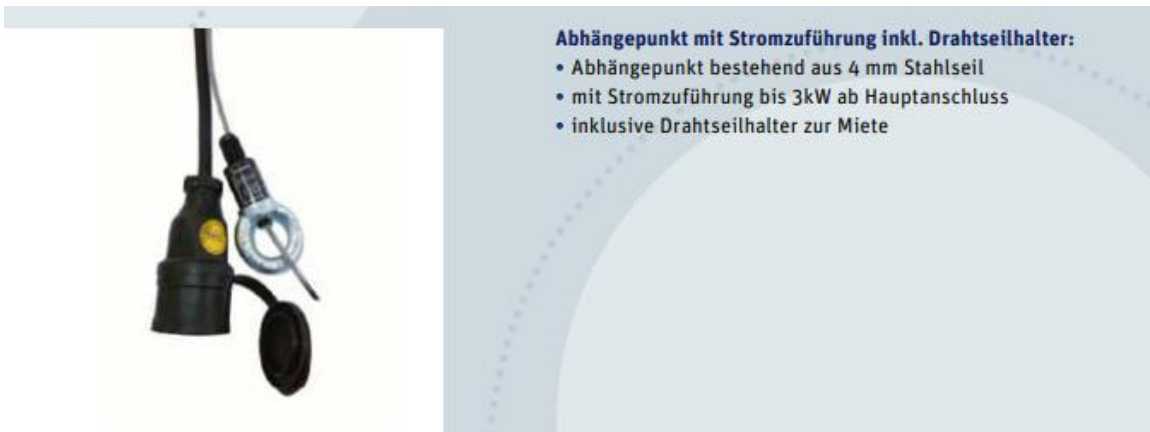 Abhängepunkt mit Stromzuführung inkl. Drahtseilhalter:
• Abhängepunkt bestehend aus 4 mm Stahlseil
• mit Stromzuführung bis 3kW ab Hauptanschluss
• inklusive Drahtseilhalter zur Miete